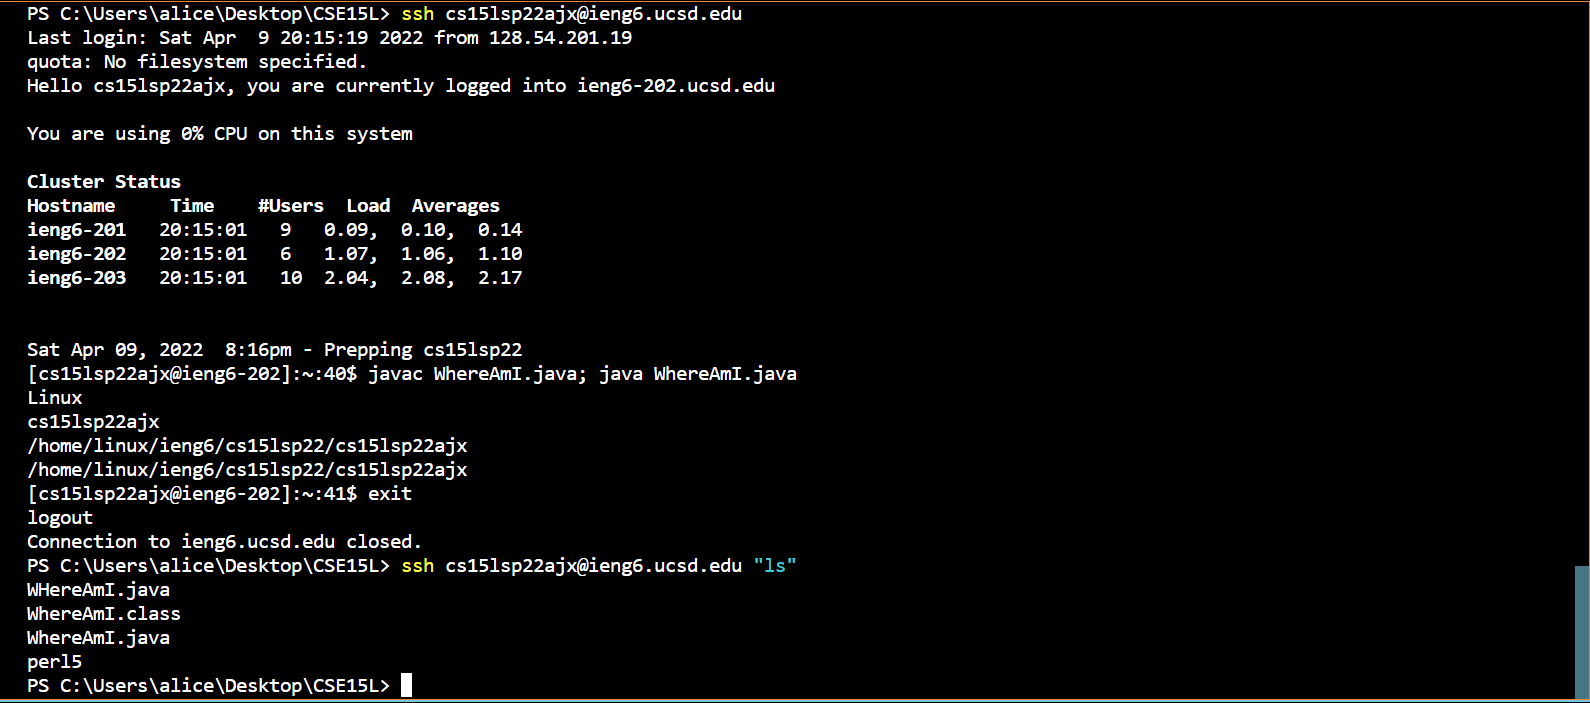 PS C:\Users\alice\Desktop\CSE15L> ssh cs15lsp22ajx@ieng6.ucsd.edu
Last login: Sat Apr  9 20:15:19 2022 from 128.54.201.19
quota: No filesystem specified.
Hello cs15lsp22ajx, you are currently logged into ieng6-202.ucsd.edu
You are using 0% CPU on this system
Cluster Status
Hostname     Time    #Users  Load  Averages
ieng6-201   20:15:01   9   0.09,  0.10,  0.14
ieng6-202   20:15:01   6   1.07,  1.06,  1.10
ieng6-203   20:15:01   10  2.04,  2.08,  2.17
Sat Apr 09, 2022  8:16pm - Prepping cs15lsp22
[cs15lsp22ajx@ieng6-202]:~:40$ javac WhereAmI.java; java WhereAmI.java
Linux
cs15lsp22ajx
/home/linux/ieng6/cs15lsp22/cs15lsp22ajx
/home/linux/ieng6/cs15lsp22/cs15lsp22ajx
[cs15lsp22ajx@ieng6-202]:~:41$ exit
logout
Connection to ieng6.ucsd.edu closed.
PS C:\Users\alice\Desktop\CSE15L> ssh cs15lsp22ajx@ieng6.ucsd.edu "ls"
WHereAmI.java
WhereAmI.class
WhereAmI.java
perl5
PS C:\Users\alice\Desktop\CSE15L>